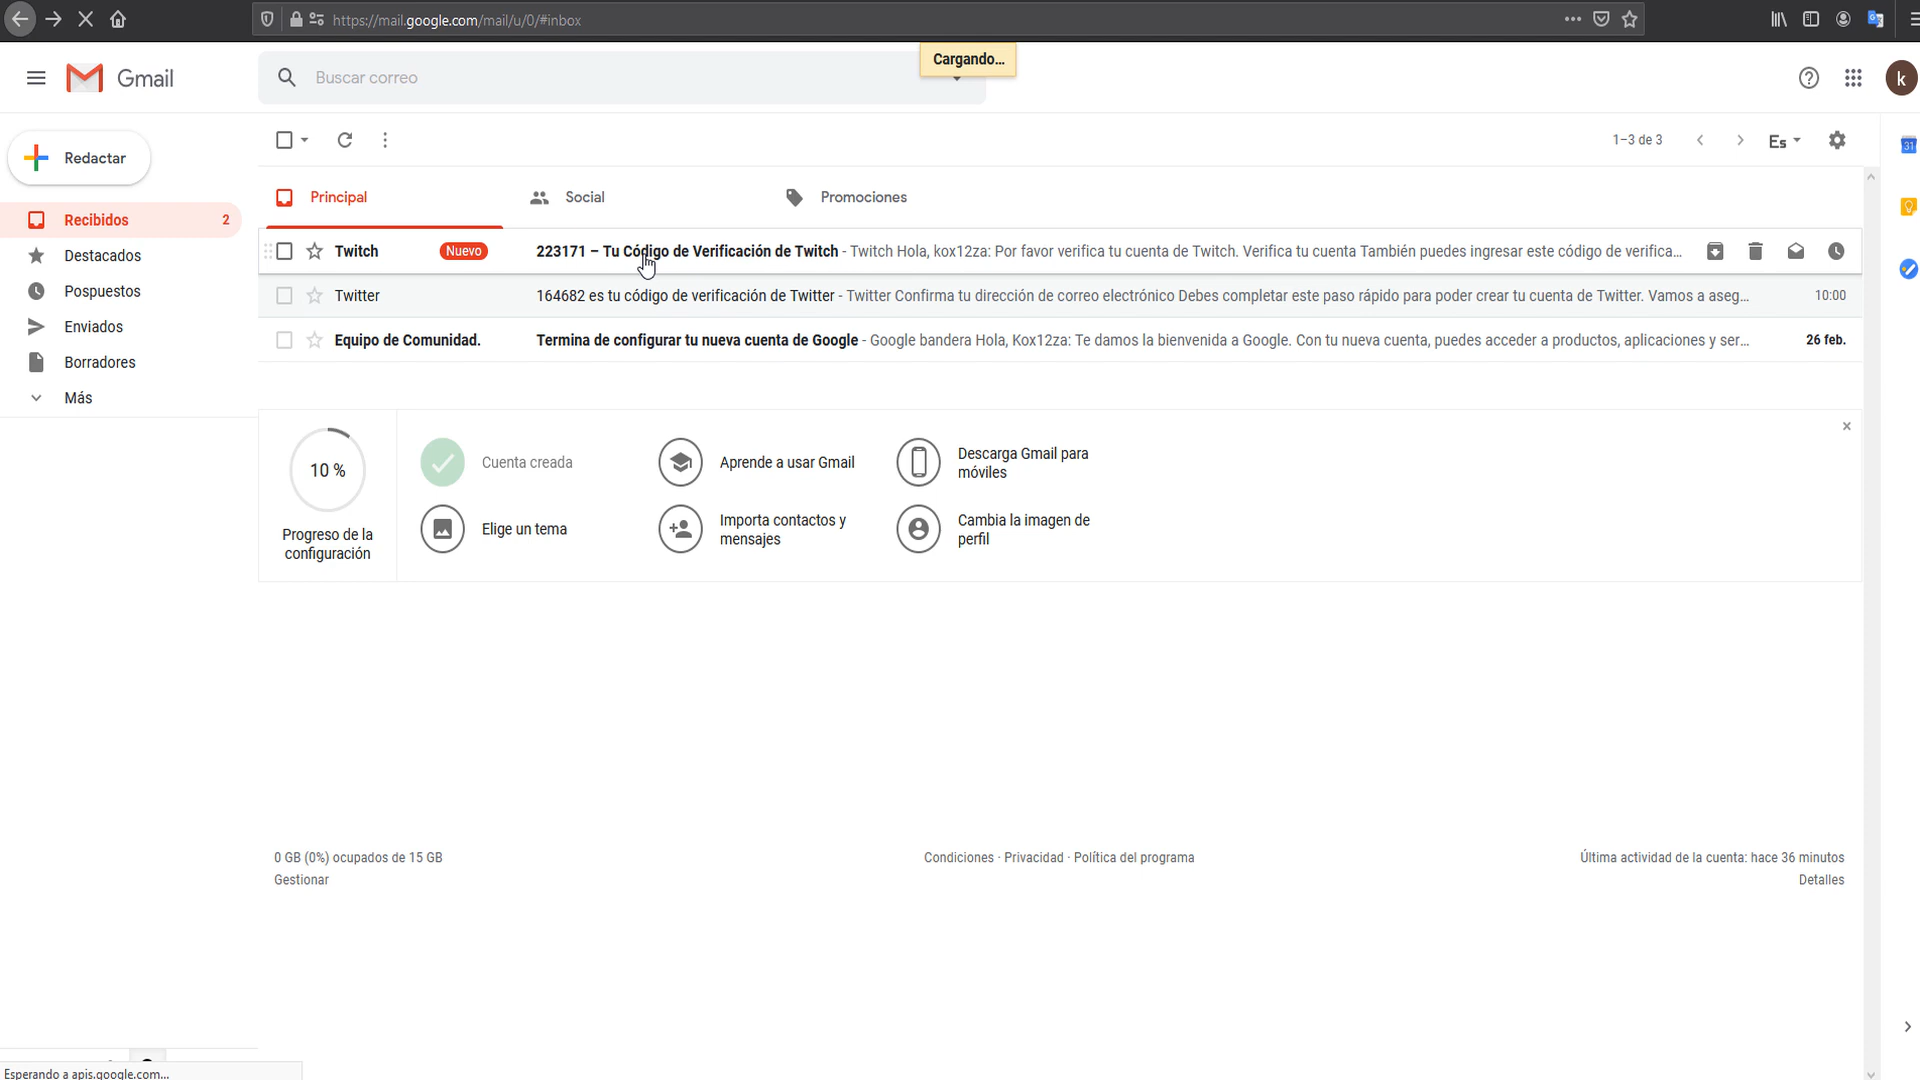 https://mail.google.com/mail/u/0/#inbox
Cargando...
Gmail
Buscar correo
k
Redactar
1–3 de 3
Es
31
Principal
Social
Promociones
Recibidos 2
Destacados
Pospuestos
Enviados
Borradores
Más
Twitch Nuevo 223171 – Tu Código de Verificación de Twitch - Twitch Hola, kox12za: Por favor verifica tu cuenta de Twitch. Verifica tu cuenta También puedes ingresar este código de verifica...
Twitter 164682 es tu código de verificación de Twitter - Twitter Confirma tu dirección de correo electrónico Debes completar este paso rápido para poder crear tu cuenta de Twitter. Vamos a aseg... 10:00
Equipo de Comunidad. Termina de configurar tu nueva cuenta de Google - Google bandera Hola, Kox12za: Te damos la bienvenida a Google. Con tu nueva cuenta, puedes acceder a productos, aplicaciones y ser... 26 feb.
10 %
Progreso de la
configuración
Cuenta creada
Aprende a usar Gmail
Descarga Gmail para
móviles
Elige un tema
Importa contactos y
mensajes
Cambia la imagen de
perfil
0 GB (0%) ocupados de 15 GB
Gestionar
Condiciones · Privacidad · Política del programa
Última actividad de la cuenta: hace 36 minutos
Detalles
Esperando a apis.google.com...